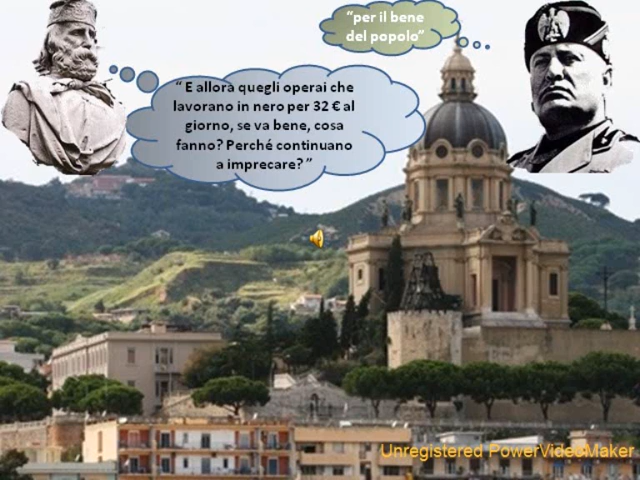 “per il bene
del popolo”
“ E allora quegli operai che
lavorano in nero per 32 € al
giorno, se va bene, cosa
fanno? Perché continuano
a imprecare? ”
Unregistered PowerVideoMaker